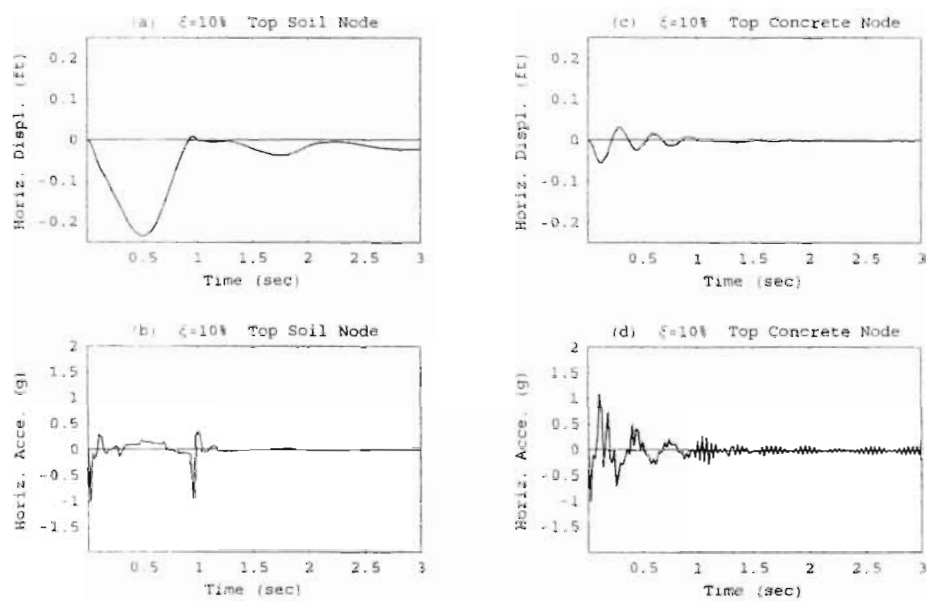 (a) ξ=10% Top Soil Node
0.2
0.1
0
-0.1
-0.2
Horiz. Displ. (ft)
0.5 1 1.5 2 2.5 3
Time (sec)
(c) ξ=10% Top Concrete Node
0.2
0.1
0
-0.1
-0.2
Horiz. Displ. (ft)
0.5 1 1.5 2 2.5 3
Time (sec)
(b) ξ=10% Top Soil Node
2
1.5
1
0.5
0
-0.5
-1
-1.5
Horiz. Acce. (g)
0.5 1 1.5 2 2.5 3
Time (sec)
(d) ξ=10% Top Concrete Node
2
1.5
1
0.5
0
-0.5
-1
-1.5
Horiz. Acce. (g)
0.5 1 1.5 2 2.5 3
Time (sec)